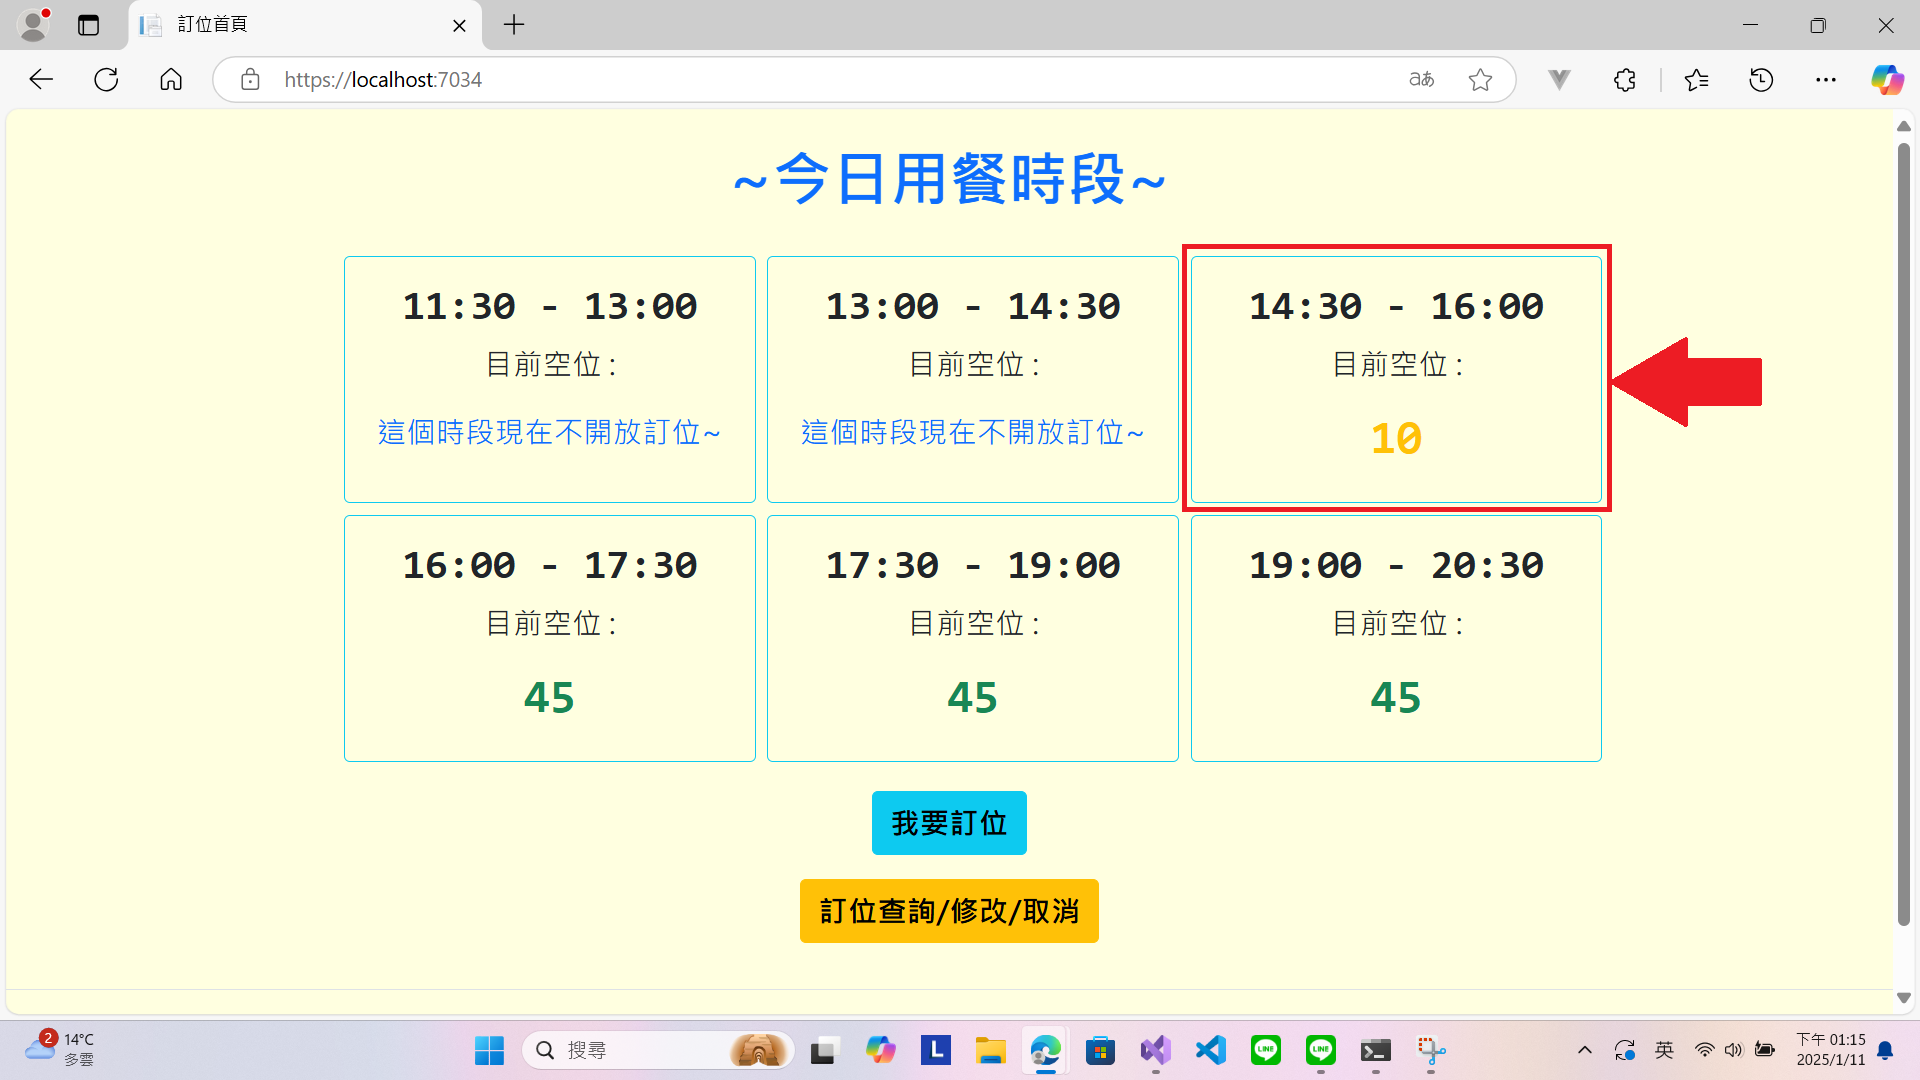 訂位首頁
https://localhost:7034
aあ
~今日用餐時段~
11:30 - 13:00
目前空位:
這個時段現在不開放訂位~
13:00 - 14:30
目前空位:
這個時段現在不開放訂位~
14:30 - 16:00
目前空位:
10
16:00 - 17:30
目前空位:
45
17:30 - 19:00
目前空位:
45
19:00 - 20:30
目前空位:
45
我要訂位
訂位查詢/修改/取消
2
14°C
多雲
搜尋
L
LINE
LINE
英
下午 01:15
2025/1/11